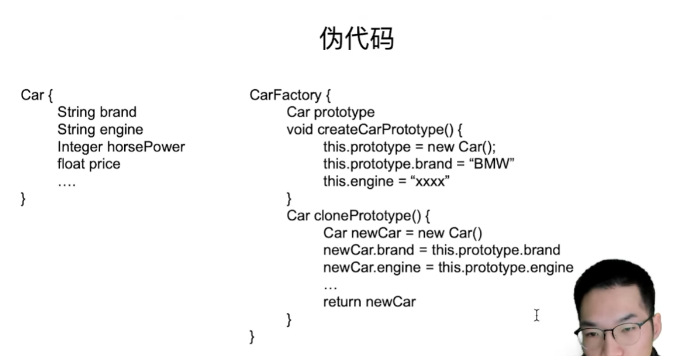 伪代码
Car {
String brand
String engine
Integer horsePower
float price
....
}
CarFactory {
Car prototype
void createCarPrototype() {
this.prototype = new Car();
this.prototype.brand = “BMW”
this.engine = “xxxx”
}
Car clonePrototype() {
Car newCar = new Car()
newCar.brand = this.prototype.brand
newCar.engine = this.prototype.engine
...
return newCar
}
}